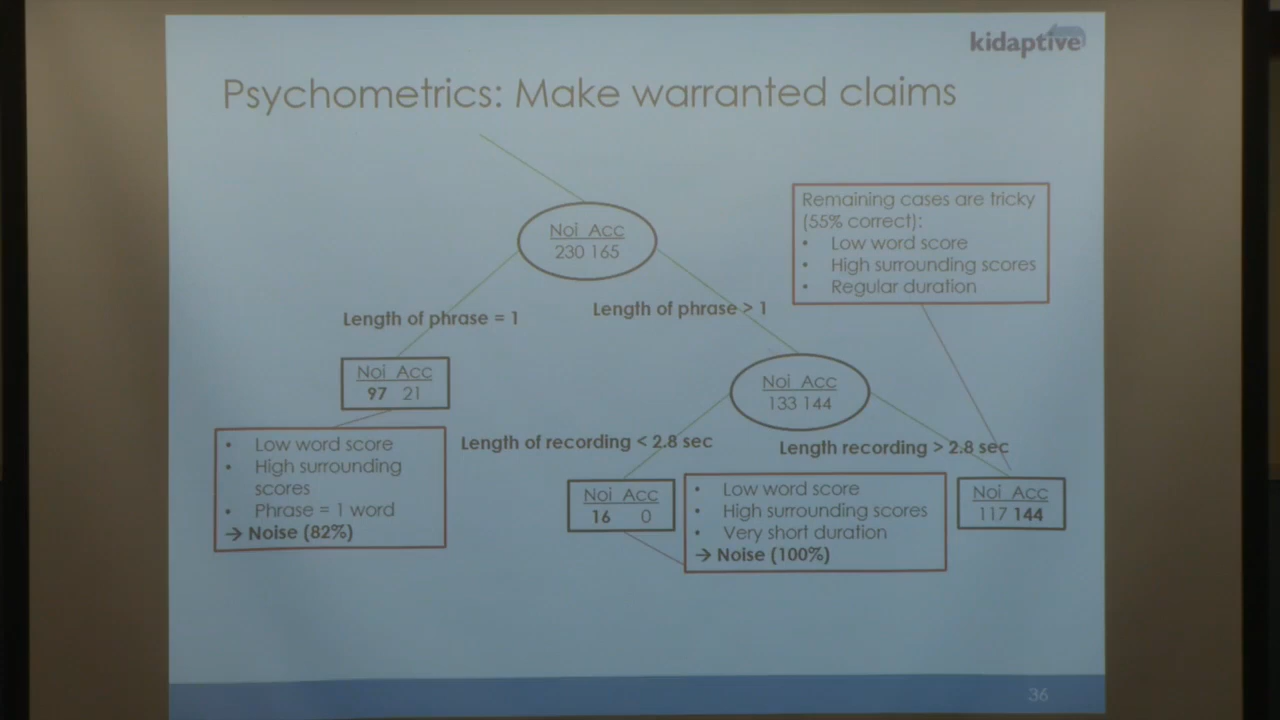 kidaptive
Psychometrics: Make warranted claims
Noi Acc
230 165
Remaining cases are tricky
(55% correct):
• Low word score
• High surrounding scores
• Regular duration
Length of phrase = 1
Length of phrase > 1
Noi Acc
97 21
Noi Acc
133 144
• Low word score
• High surrounding
scores
• Phrase = 1 word
→ Noise (82%)
Length of recording < 2.8 sec
Length recording > 2.8 sec
Noi Acc
16 0
• Low word score
• High surrounding scores
• Very short duration
→ Noise (100%)
Noi Acc
117 144
36